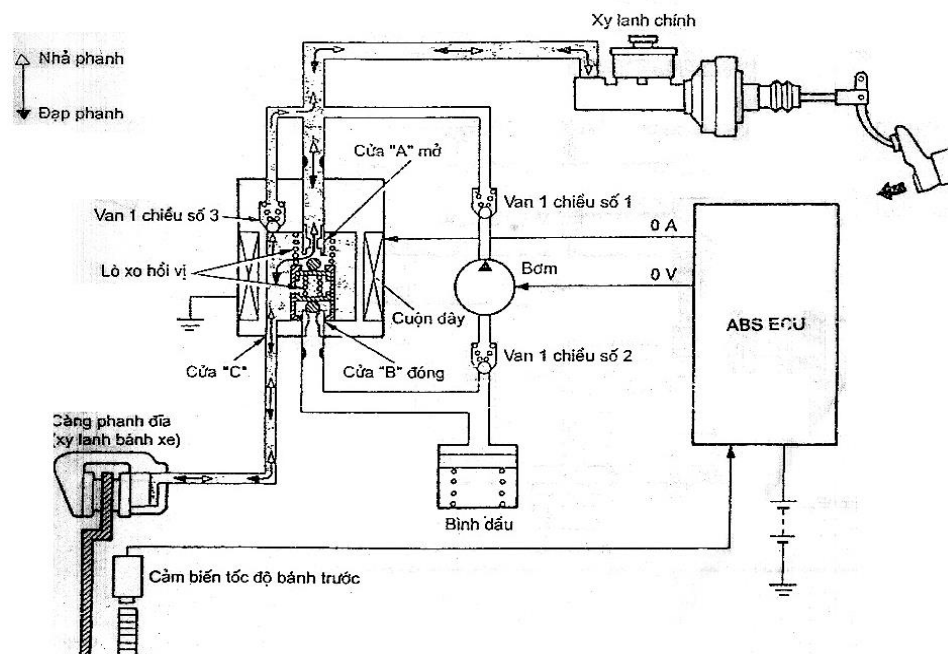 Xy lanh chính
Nhả phanh
Đạp phanh
Cửa "A" mở
Van 1 chiều số 3
Van 1 chiều số 1
0 A
Lò xo hồi vị
Bơm
0 V
Cuộn dây
ABS ECU
Van 1 chiều số 2
Cửa "C"
Cửa "B" đóng
Càng phanh đĩa
(xy lanh bánh xe)
Bình dầu
Cảm biến tốc độ bánh trước